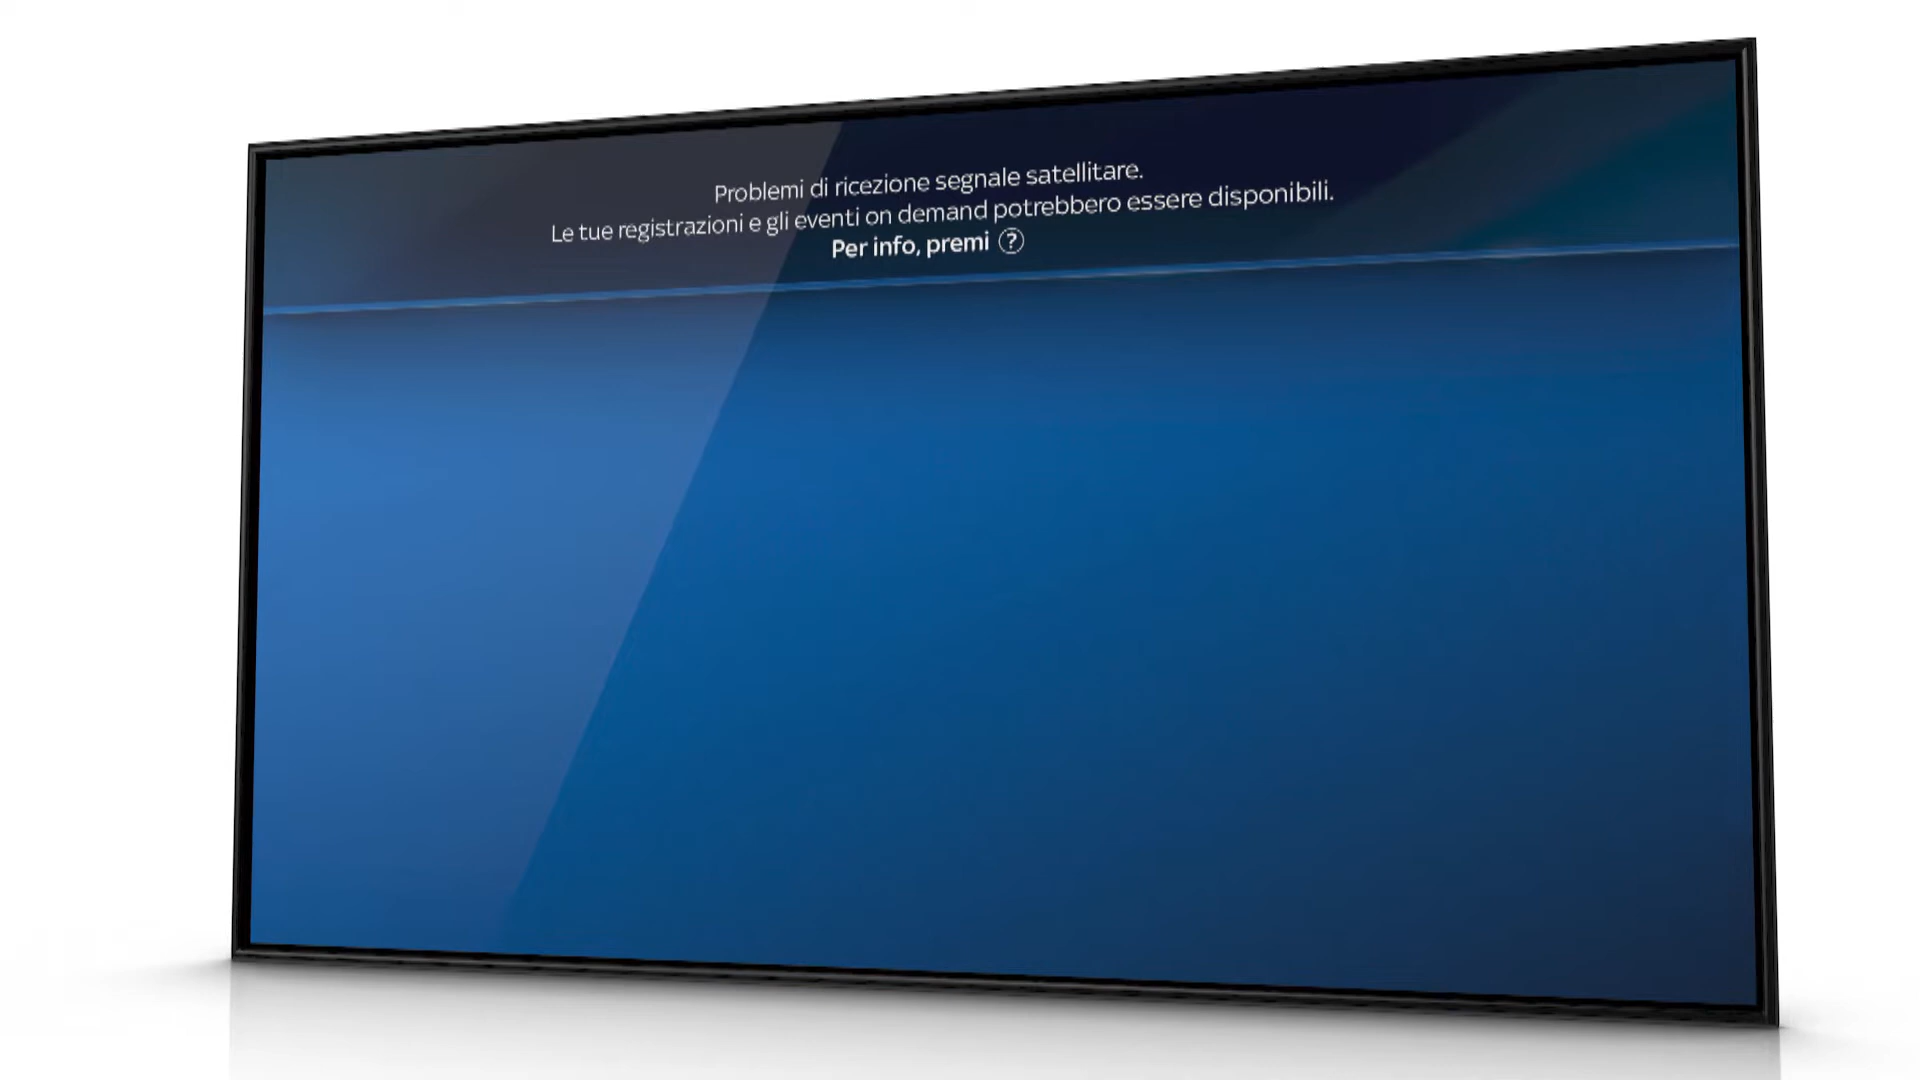 Problemi di ricezione segnale satellitare.
Le tue registrazioni e gli eventi on demand potrebbero essere disponibili.
Per info, premi ?